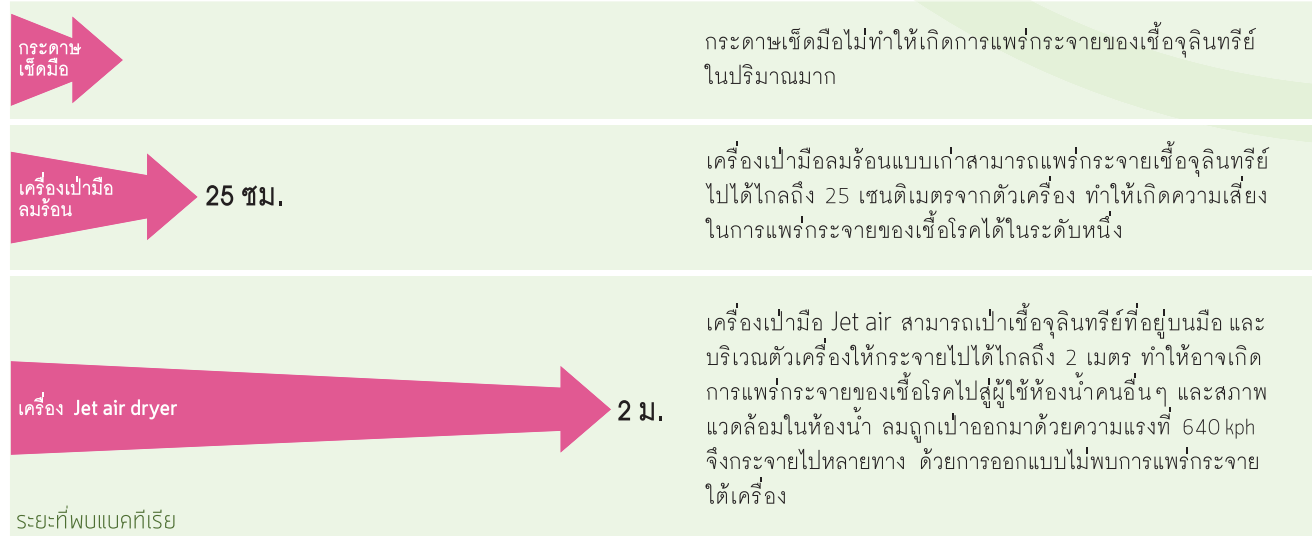 กระดาษ
เช็ดมือ
กระดาษเช็ดมือไม่ทำให้เกิดการแพร่กระจายของเชื้อจุลินทรีย์
ในปริมาณมาก
เครื่องเป่ามือ
ลมร้อน
25 ซม.
เครื่องเป่ามือลมร้อนแบบเก่าสามารถแพร่กระจายเชื้อจุลินทรีย์
ไปได้ไกลถึง 25 เซนติเมตรจากตัวเครื่อง ทำให้เกิดความเสี่ยง
ในการแพร่กระจายของเชื้อโรคได้ในระดับหนึ่ง
เครื่อง Jet air dryer
2 ม.
เครื่องเป่ามือ Jet air สามารถเป่าเชื้อจุลินทรีย์ที่อยู่บนมือ และ
บริเวณตัวเครื่องให้กระจายไปได้ไกลถึง 2 เมตร ทำให้อาจเกิด
การแพร่กระจายของเชื้อโรคไปสู่ผู้ใช้ห้องน้ำคนอื่นๆ และสภาพ
แวดล้อมในห้องน้ำ ลมถูกเป่าออกมาด้วยความแรงที่ 640 kph
จึงกระจายไปหลายทาง ด้วยการออกแบบไม่พบการแพร่กระจาย
ใต้เครื่อง
ระยะที่พบแบคทีเรีย